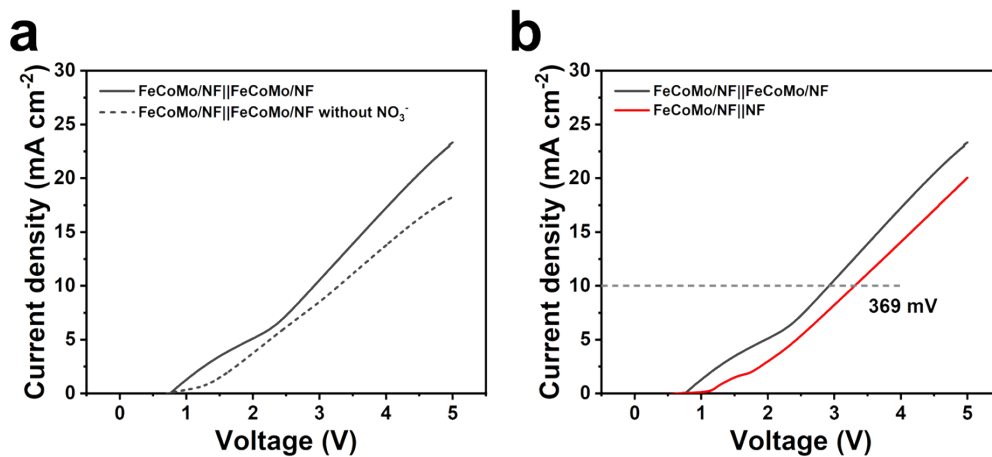 a
Current density (mA cm⁻²)
30
25
20
15
10
5
0
FeCoMo/NF||FeCoMo/NF
FeCoMo/NF||FeCoMo/NF without NO₃⁻
0 1 2 3 4 5
Voltage (V)
b
Current density (mA cm⁻²)
30
25
20
15
10
5
0
FeCoMo/NF||FeCoMo/NF
FeCoMo/NF||NF
369 mV
0 1 2 3 4 5
Voltage (V)